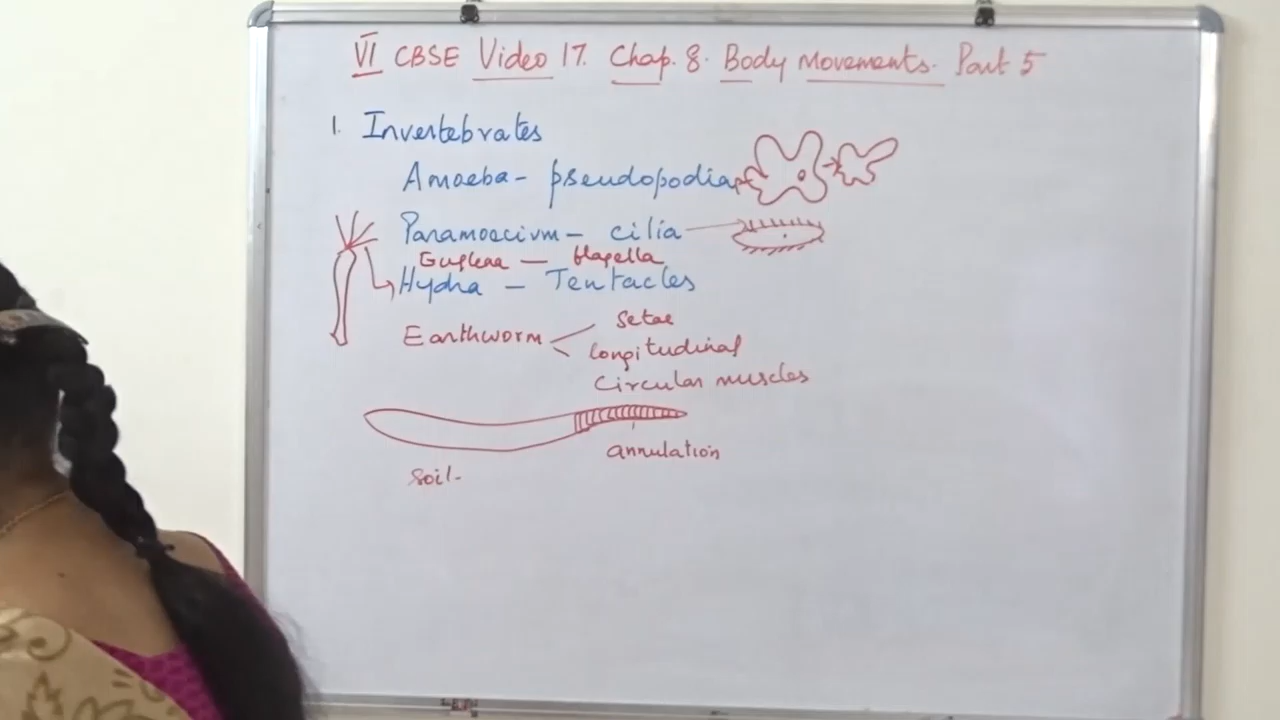 VI CBSE Video 17. Chap. 8. Body Movements. Part 5
1. Invertebrates
Amoeba - pseudopodia
Paramoecium - cilia
Euglena - flagella
Hydra - Tentacles
Earthworm
Setae
longitudinal
Circular muscles
annulation
Soil-